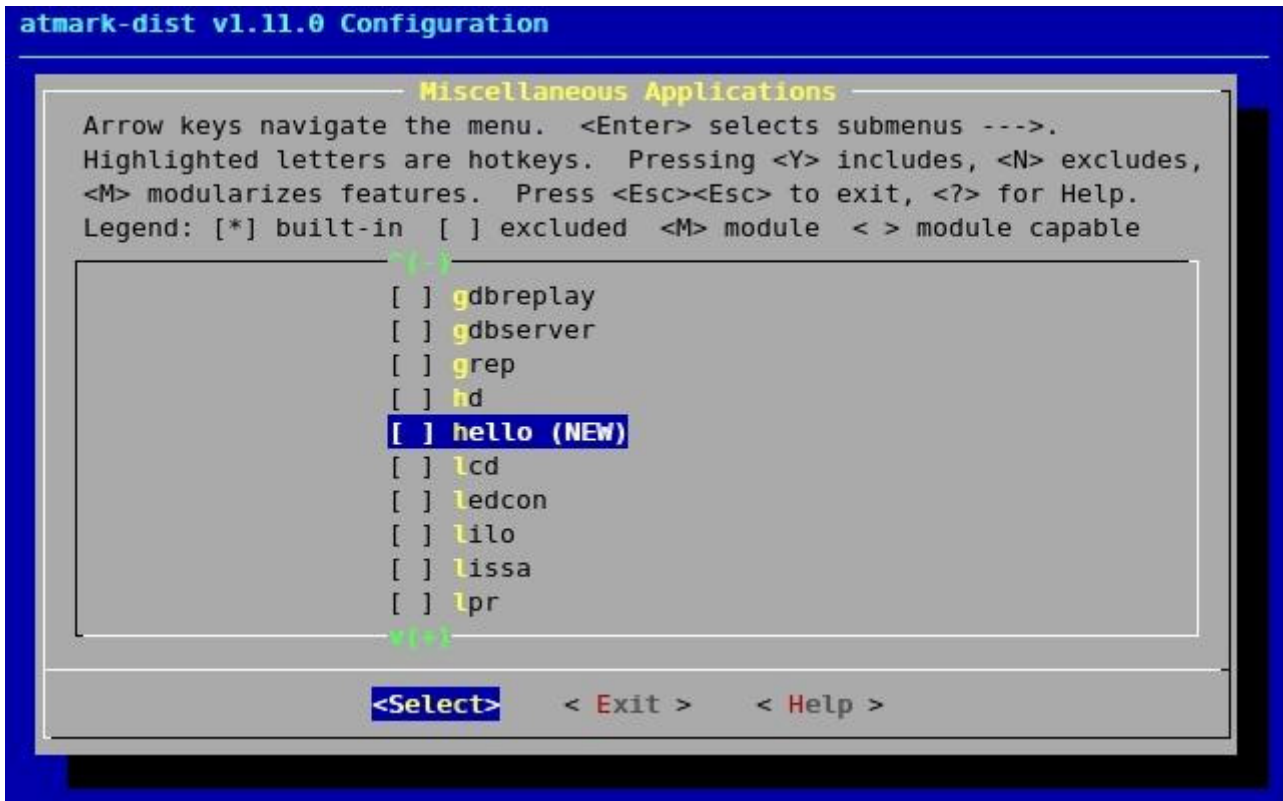 atmark-dist v1.11.0 Configuration
Miscellaneous Applications
Arrow keys navigate the menu.  <Enter> selects submenus --->.
Highlighted letters are hotkeys.  Pressing <Y> includes, <N> excludes,
<M> modularizes features.  Press <Esc><Esc> to exit, <?> for Help.
Legend: [*] built-in  [ ] excluded  <M> module  < > module capable
^(-)
[ ] gdbreplay
[ ] gdbserver
[ ] grep
[ ] hd
[ ] hello (NEW)
[ ] lcd
[ ] ledcon
[ ] lilo
[ ] lissa
[ ] lpr
v(+)
<Select>    < Exit >    < Help >